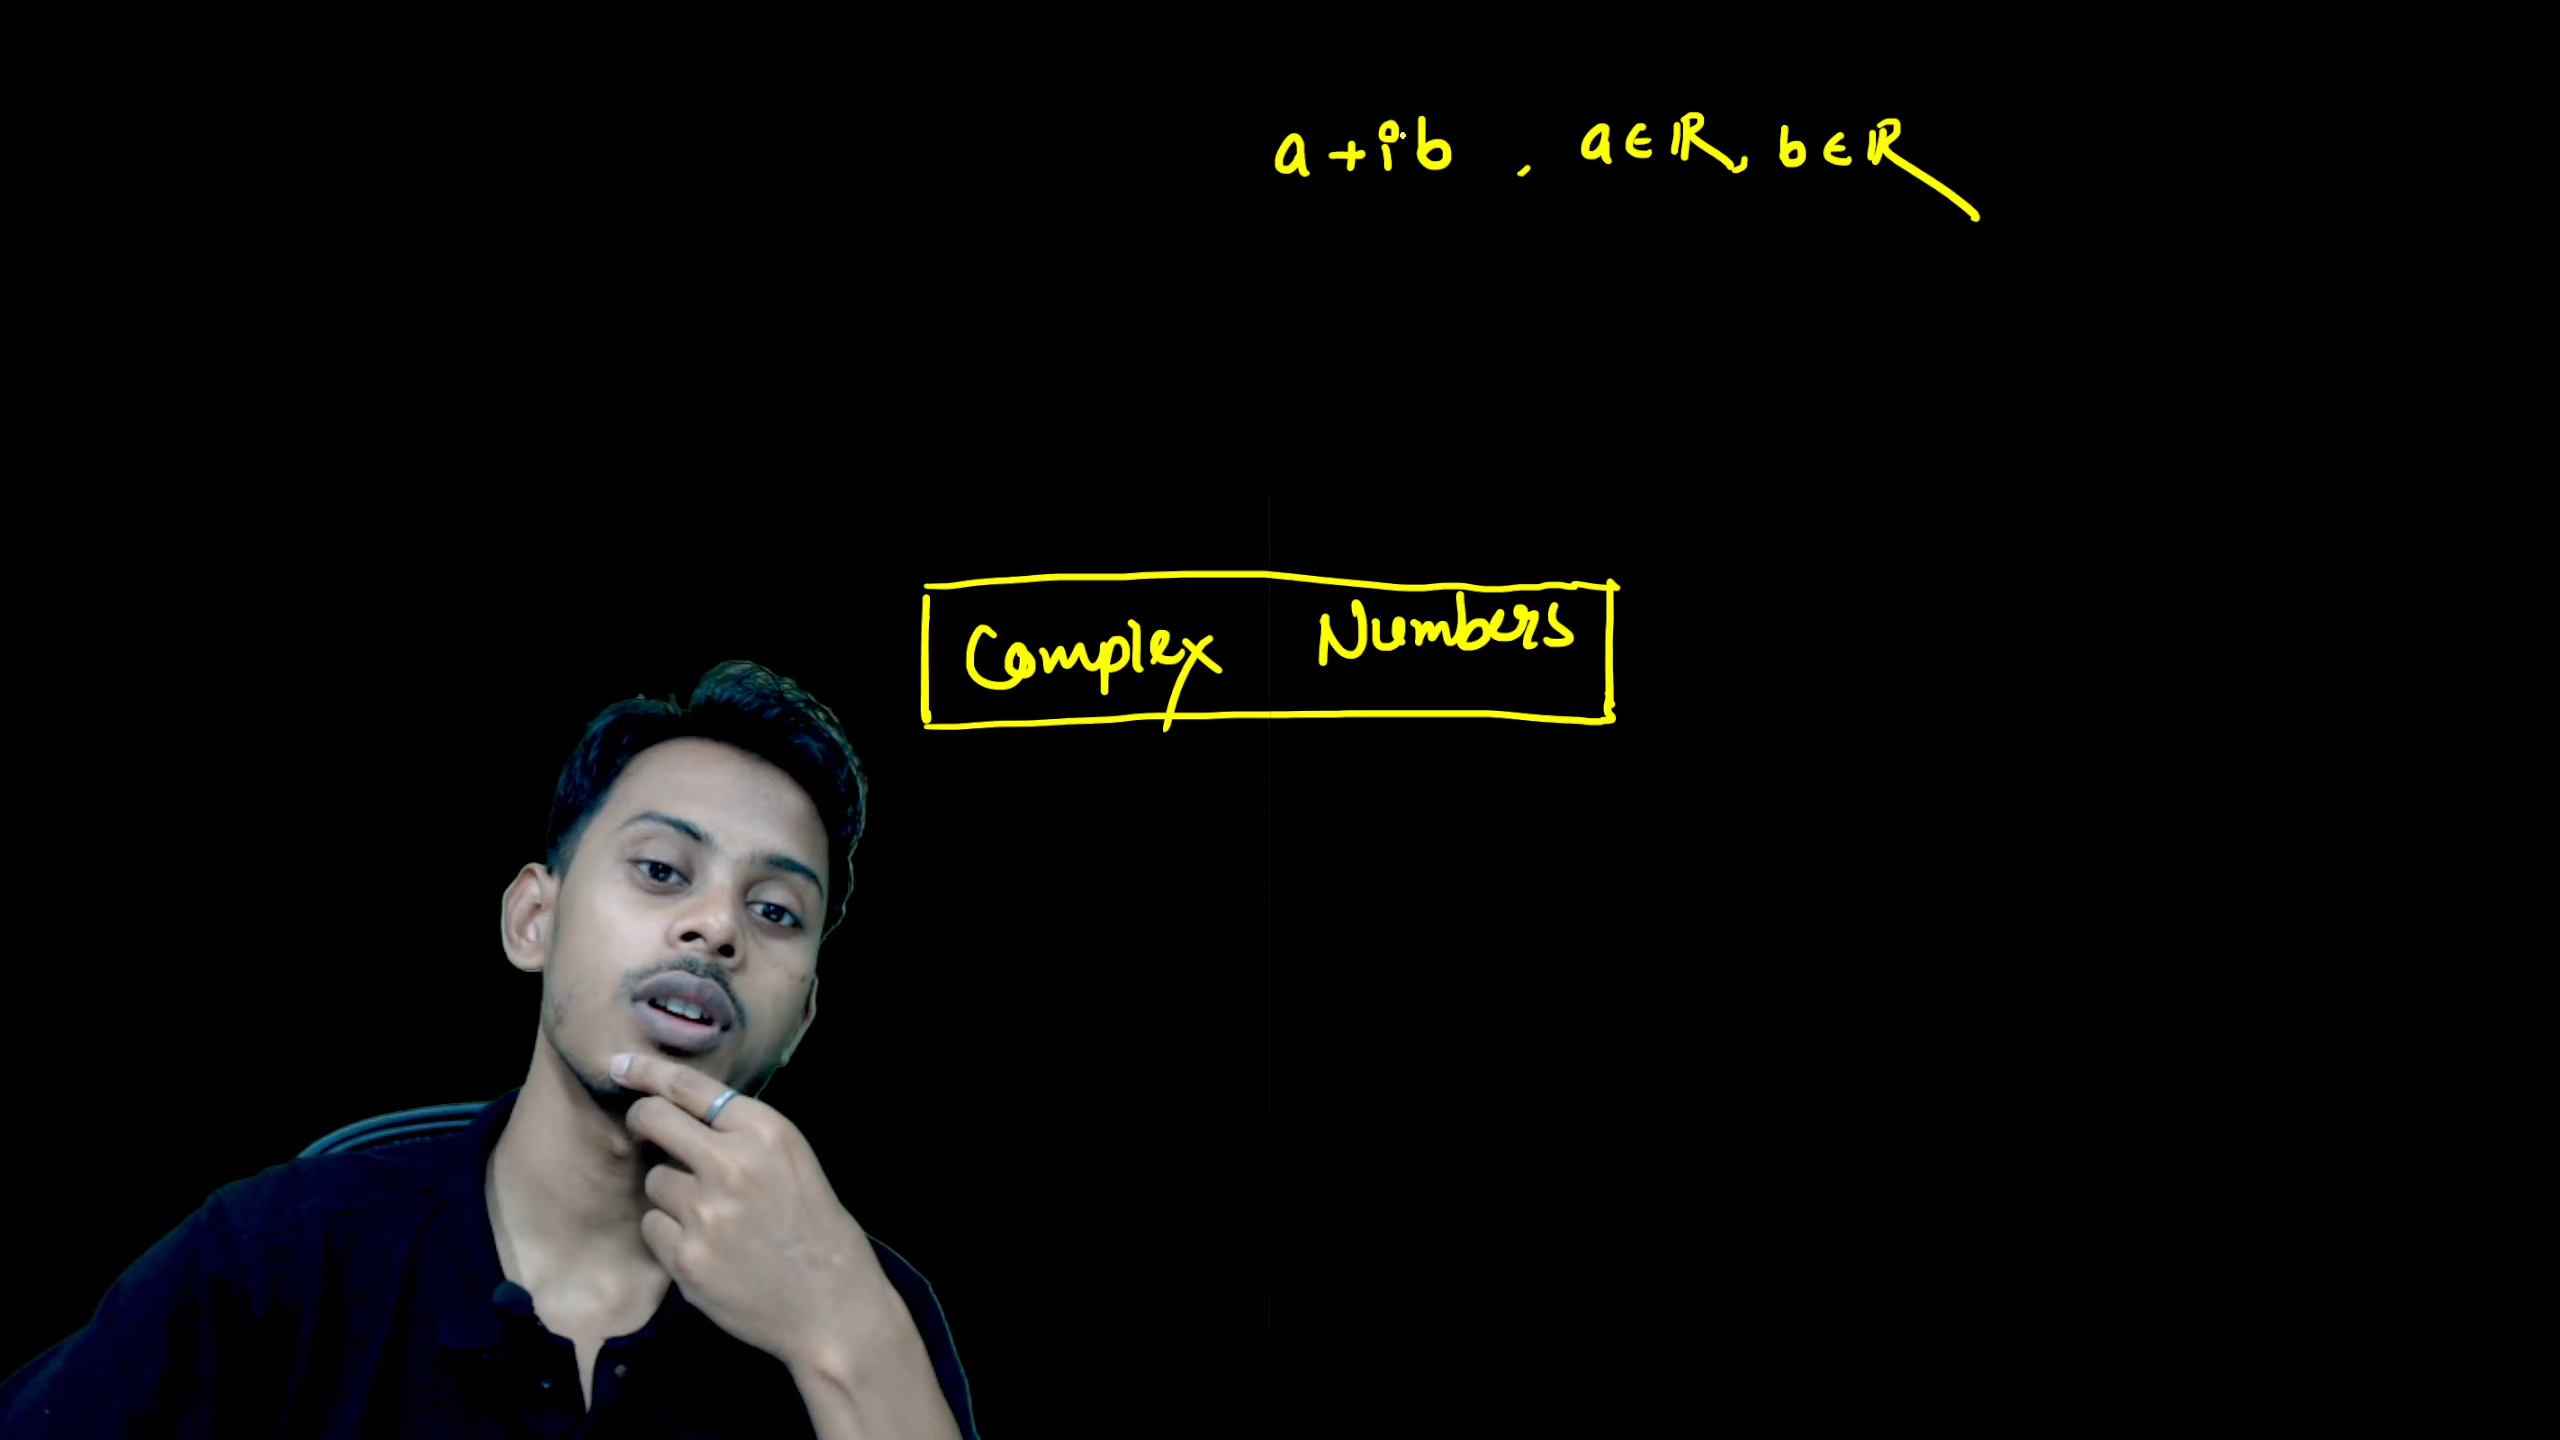 a + ib , a ∈ ℝ, b ∈ ℝ
Complex Numbers